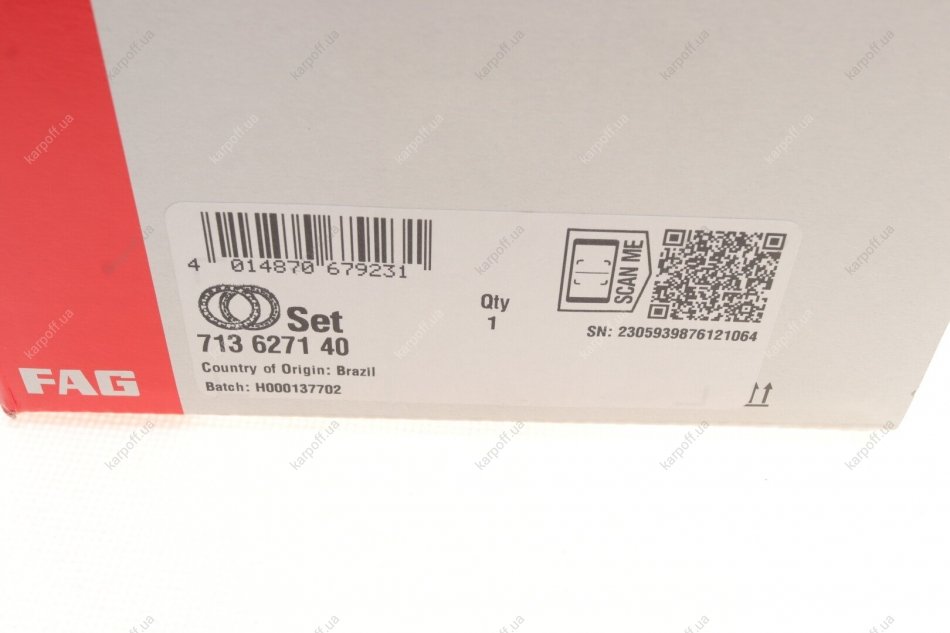 4 014870 679231
Set
713 6271 40
Country of Origin: Brazil
Batch: H000137702
Qty
1
SCAN ME
SN: 2305939876121064
FAG
karpoff.ua